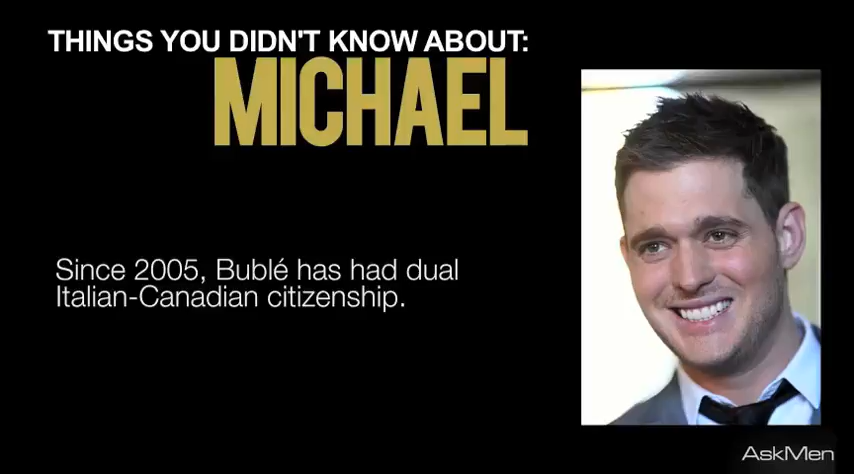 THINGS YOU DIDN'T KNOW ABOUT:
MICHAEL
Since 2005, Bublé has had dual
Italian-Canadian citizenship.
AskMen